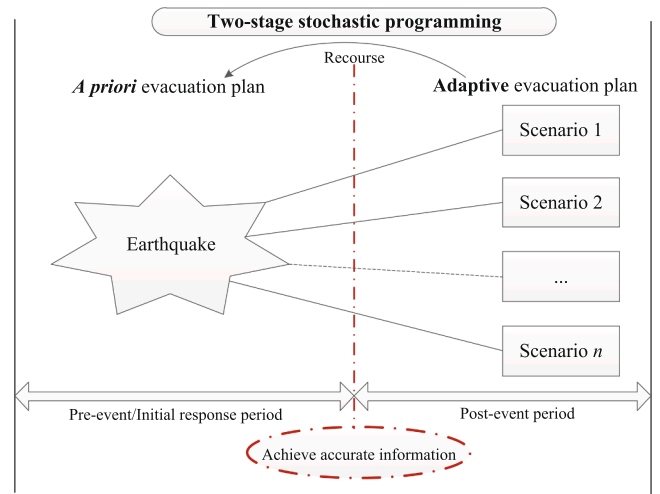 Two-stage stochastic programming
Recourse
A priori evacuation plan
Adaptive evacuation plan
Scenario 1
Scenario 2
Earthquake
...
Scenario n
Pre-event/Initial response period
Post-event period
Achieve accurate information